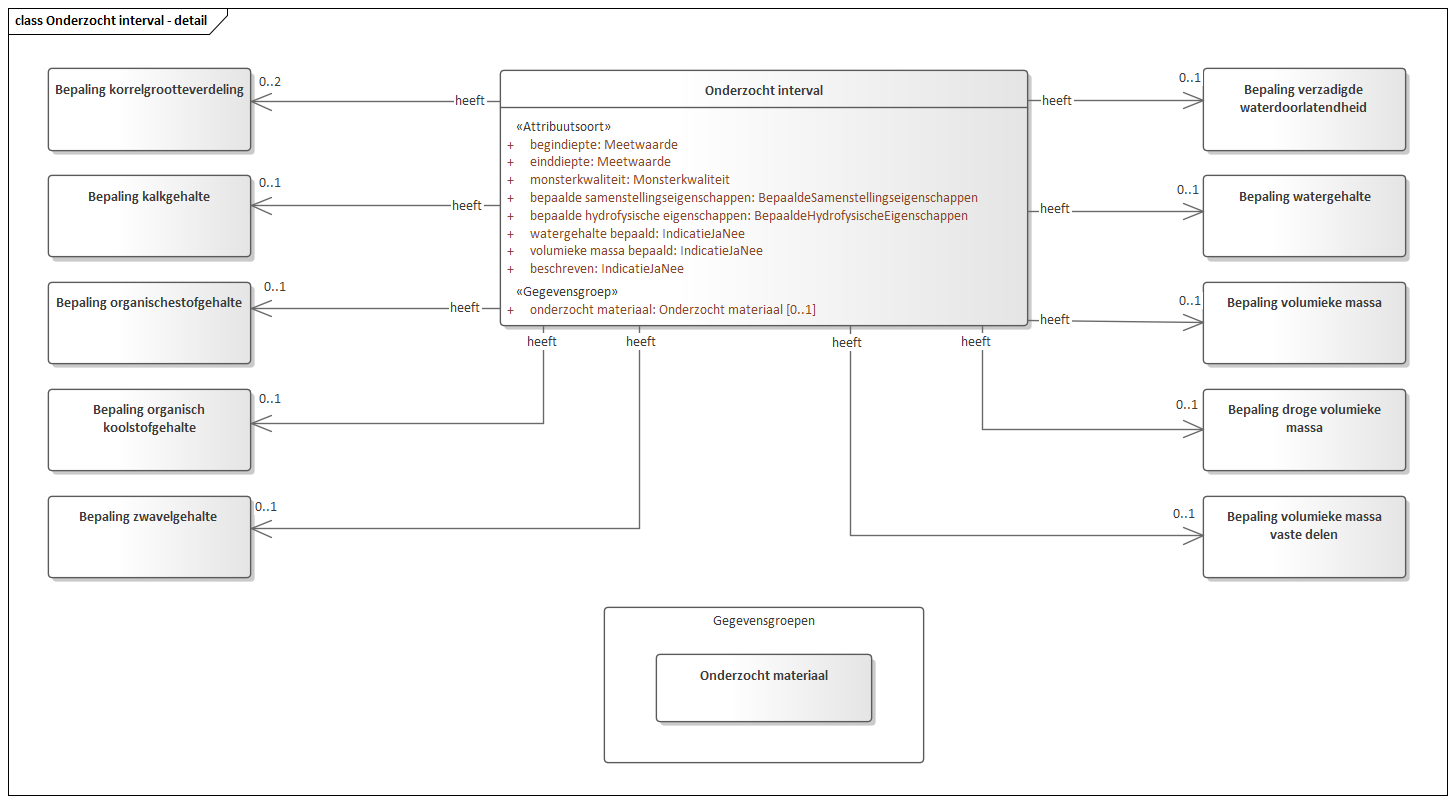 class Onderzocht interval - detail
Bepaling korrelgrootteverdeling
0..2
heeft
Bepaling kalkgehalte
0..1
heeft
Bepaling organischestofgehalte
0..1
heeft
Bepaling organisch
koolstofgehalte
0..1
heeft
Bepaling zwavelgehalte
0..1
heeft
Onderzocht interval
«Attribuutsoort»
+ begindiepte: Meetwaarde
+ einddiepte: Meetwaarde
+ monsterkwaliteit: Monsterkwaliteit
+ bepaalde samenstellingseigenschappen: BepaaldeSamenstellingseigenschappen
+ bepaalde hydrofysische eigenschappen: BepaaldeHydrofysischeEigenschappen
+ watergehalte bepaald: IndicatieJaNee
+ volumieke massa bepaald: IndicatieJaNee
+ beschreven: IndicatieJaNee
«Gegevensgroep»
+ onderzocht materiaal: Onderzocht materiaal [0..1]
heeft
0..1
Bepaling verzadigde
waterdoorlatendheid
heeft
0..1
Bepaling watergehalte
heeft
0..1
Bepaling volumieke massa
heeft
0..1
Bepaling droge volumieke
massa
heeft
0..1
Bepaling volumieke massa
vaste delen
Gegevensgroepen
Onderzocht materiaal